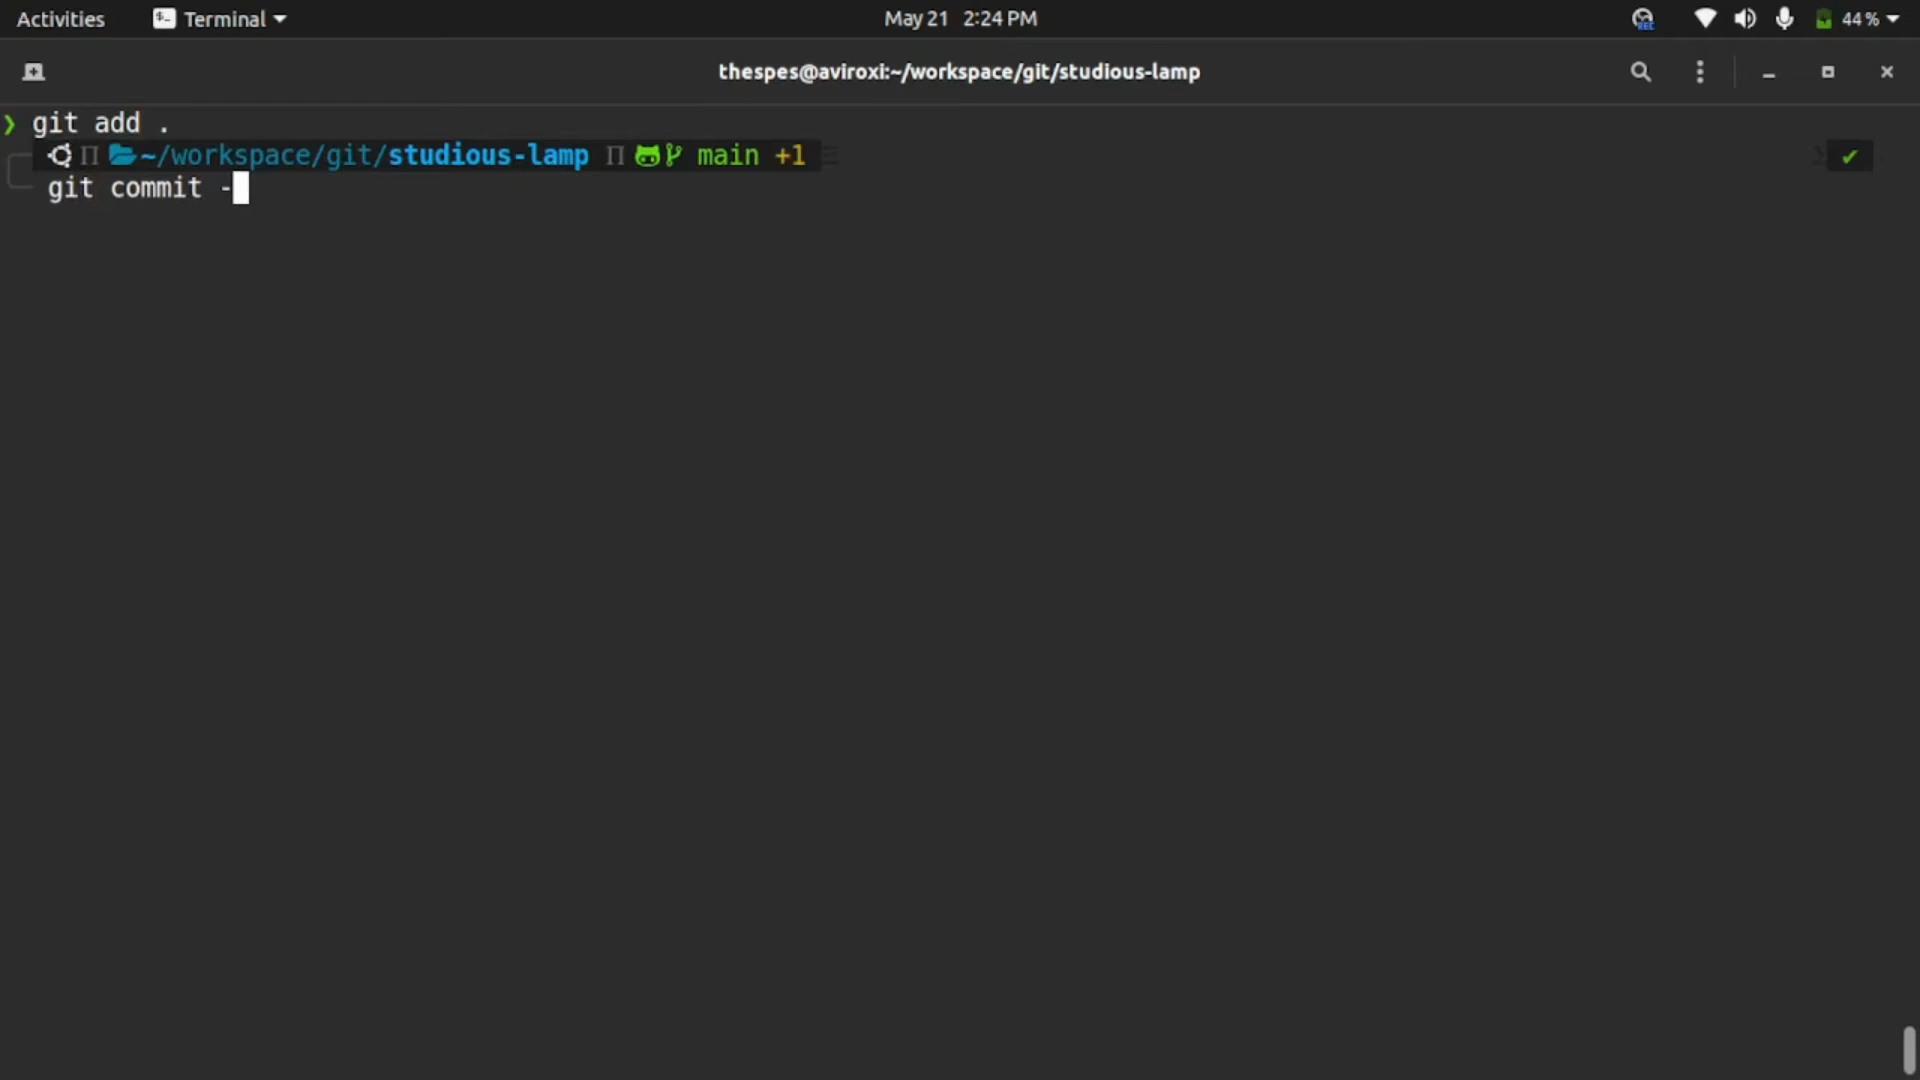 Activities Terminal May 21 2:24 PM 44 %
thespes@aviroxi:~/workspace/git/studious-lamp
❯ git add .
~/workspace/git/studious-lamp main +1 ✔
git commit -